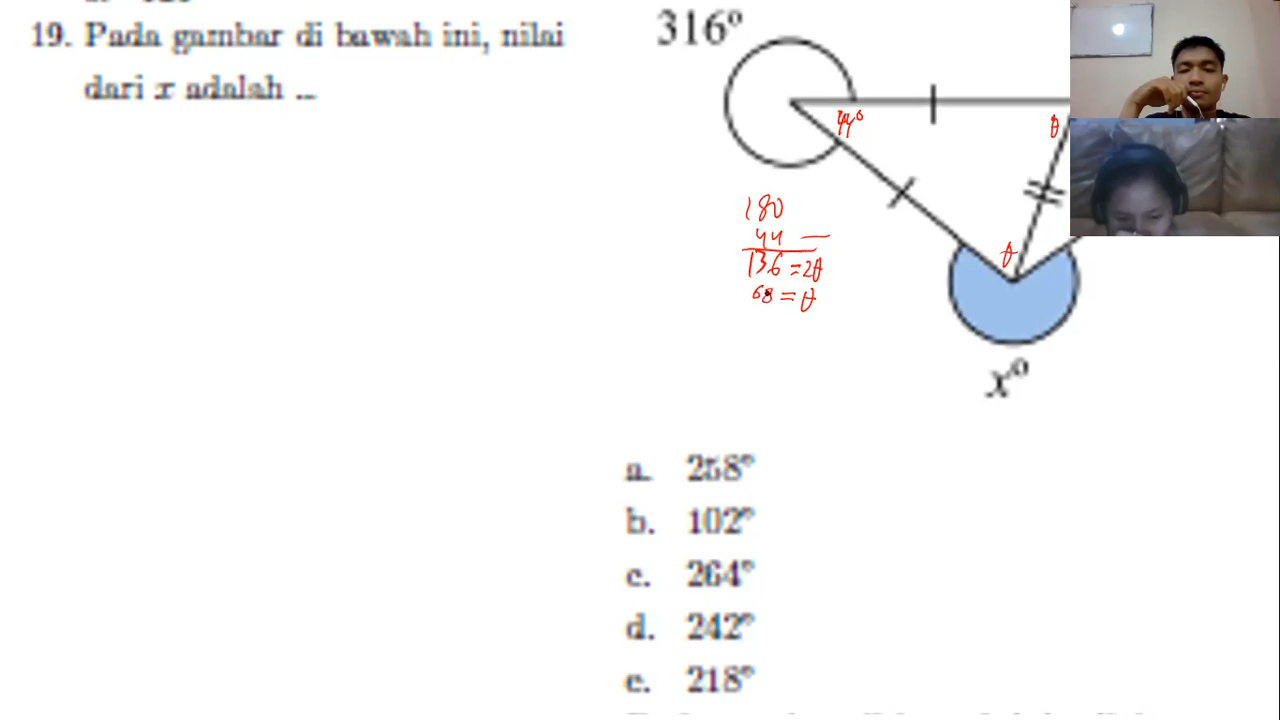 19. Pada gambar di bawah ini, nilai
dari x adalah ...
316°
44°
θ
θ
180
44 —
136 = 2θ
68 = θ
x°
a. 258°
b. 102°
c. 264°
d. 242°
e. 218°